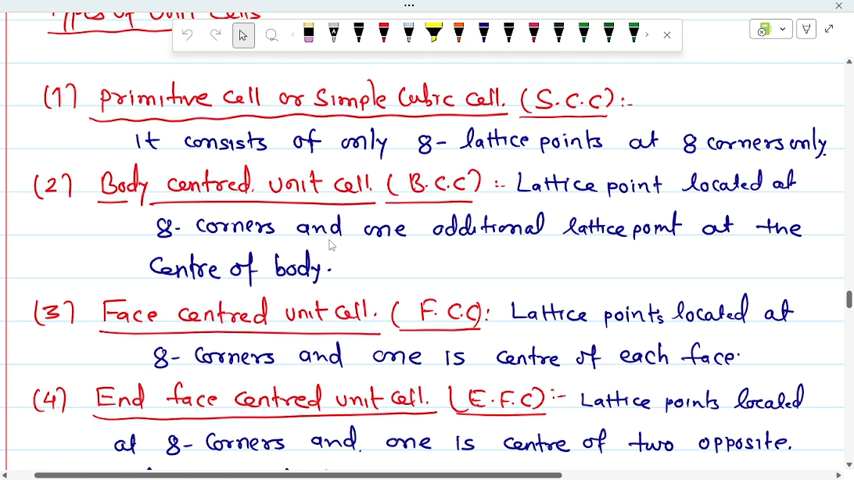 Types of Unit Cells
(1) Primitive cell or Simple Cubic cell. (S.C.C) :-
It consists of only 8- lattice points at 8 corners only.
(2) Body centred unit cell. (B.C.C) :- Lattice point located at
8- corners and one additional lattice point at the
Centre of body.
(3) Face centred unit cell. (F.C.C): Lattice points located at
8- Corners and one is centre of each face.
(4) End face centred unit cell. (E.F.C) :- Lattice points located
at 8- Corners and one is centre of two opposite.